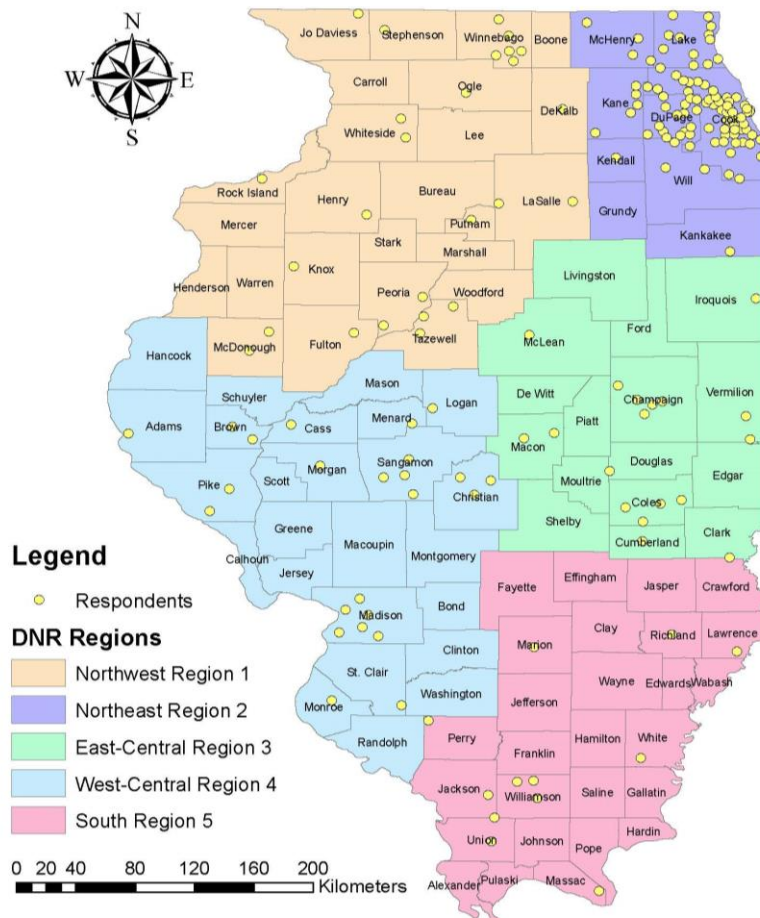 Jo Daviess
Stephenson
Winnebago
Boone
McHenry
Lake
N
W
E
S
Carroll
Ogle
DeKalb
Kane
DuPage
Cook
Whiteside
Lee
Kendall
Will
Rock Island
Henry
Bureau
LaSalle
Grundy
Mercer
Putnam
Kankakee
Stark
Marshall
Knox
Livingston
Henderson
Warren
Peoria
Woodford
Iroquois
Ford
McDonough
Fulton
Tazewell
McLean
Hancock
Mason
Schuyler
Logan
De Witt
Champaign
Vermilion
Adams
Brown
Cass
Menard
Piatt
Macon
Sangamon
Douglas
Pike
Scott
Morgan
Christian
Moultrie
Edgar
Coles
Greene
Shelby
Macoupin
Cumberland
Clark
Calhoun
Jersey
Montgomery
Legend
Respondents
DNR Regions
Northwest Region 1
Northeast Region 2
East-Central Region 3
West-Central Region 4
South Region 5
Fayette
Effingham
Jasper
Crawford
Madison
Bond
Clay
Richland
Lawrence
Marion
Clinton
St. Clair
Wayne
Edwards
Wabash
Washington
Monroe
Jefferson
Randolph
Perry
Hamilton
White
Franklin
Jackson
Williamson
Saline
Gallatin
Union
Johnson
Pope
Hardin
Alexander
Pulaski
Massac
0 20 40 80 120 160 200
Kilometers